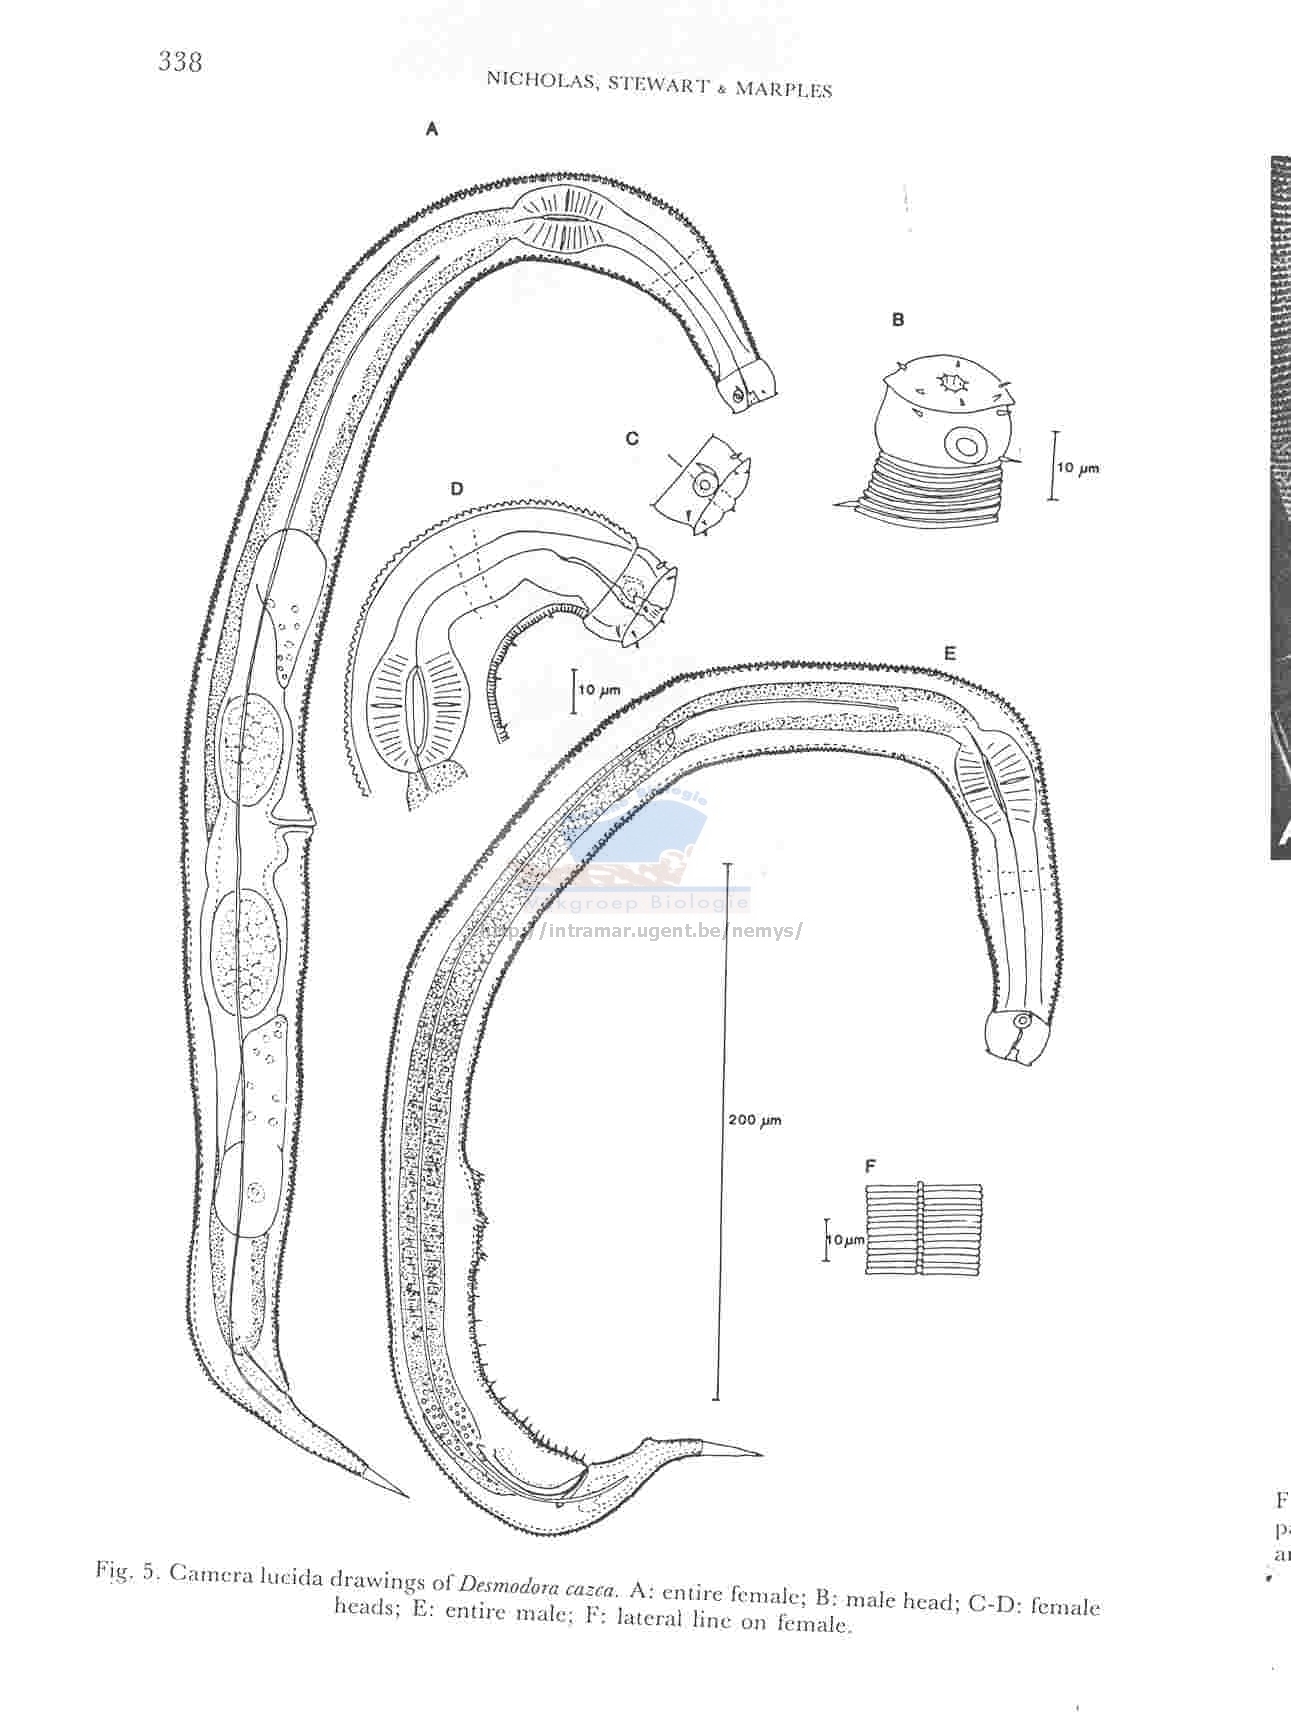 338
NICHOLAS, STEWART & MARPLES
A
B
10 µm
C
D
10 µm
E
Biologie
Vakgroep Biologie
http://intramar.ugent.be/nemys/
200 µm
F
10 µm
Fig. 5. Camera lucida drawings of Desmodora cazca. A: entire female; B: male head; C-D: female
heads; E: entire male; F: lateral line on female.
F